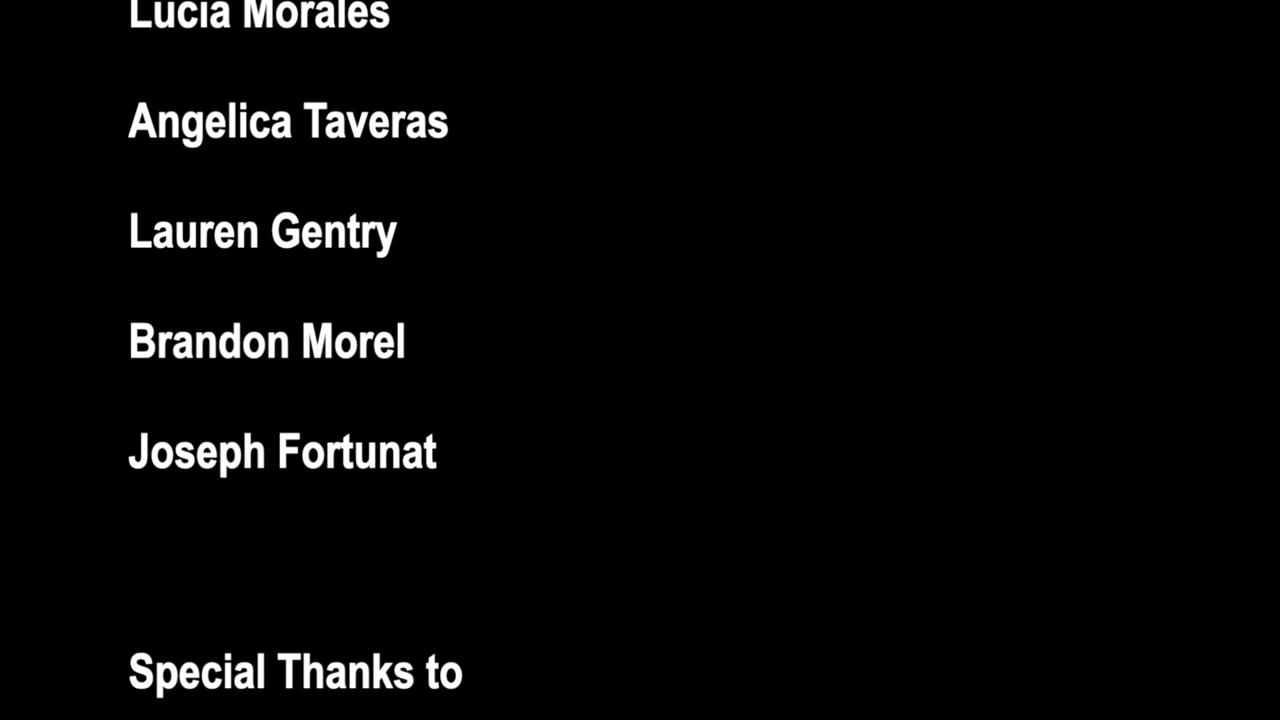 Lucia Morales
Angelica Taveras
Lauren Gentry
Brandon Morel
Joseph Fortunat
Special Thanks to